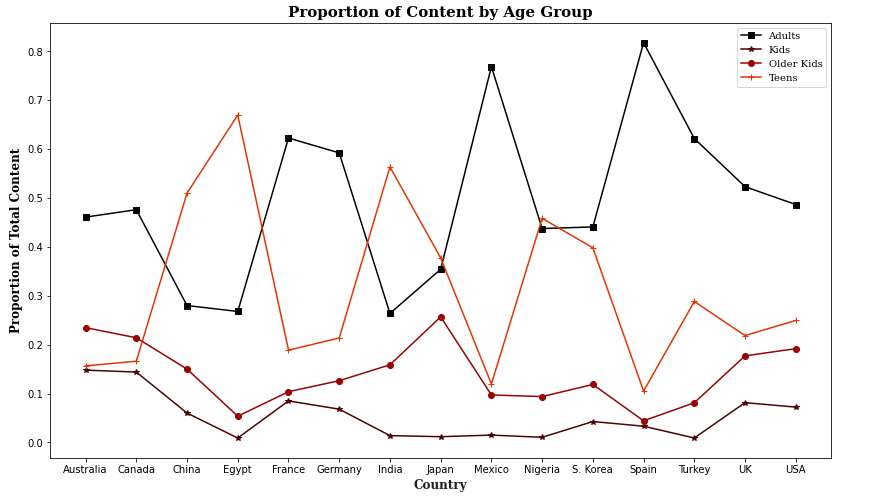 Proportion of Content by Age Group
Adults
Kids
Older Kids
Teens
Proportion of Total Content
0.8
0.7
0.6
0.5
0.4
0.3
0.2
0.1
0.0
Australia Canada China Egypt France Germany India Japan Mexico Nigeria S. Korea Spain Turkey UK USA
Country